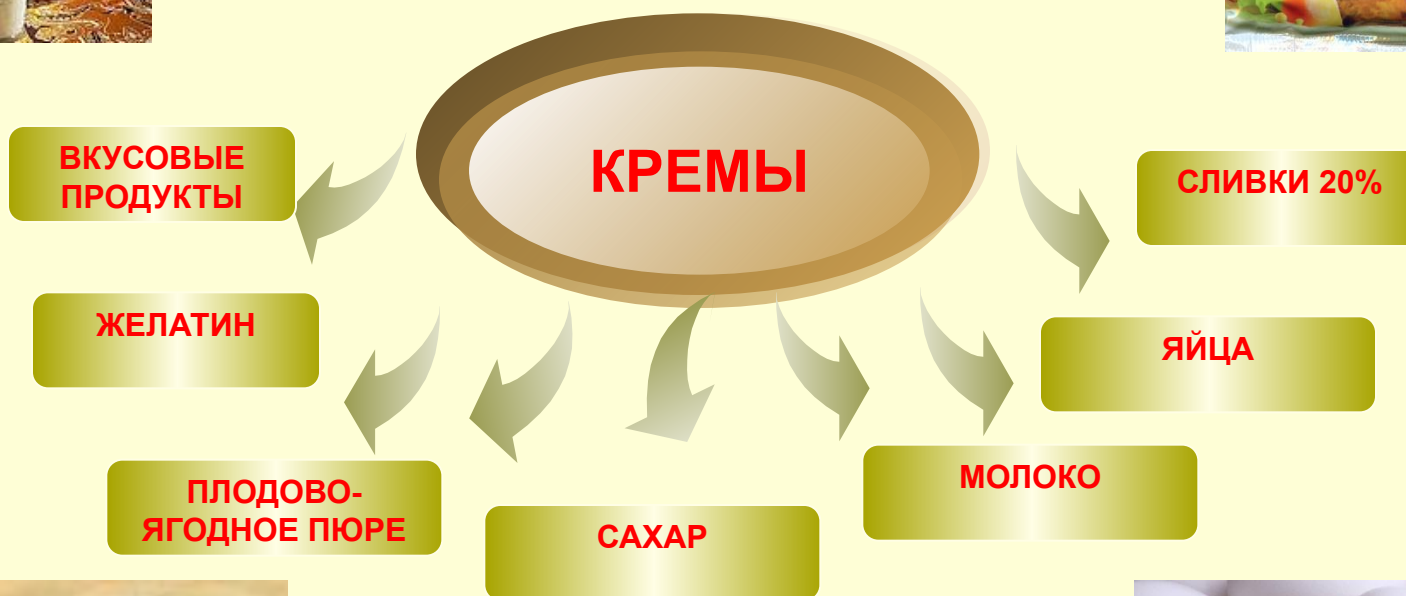 КРЕМЫ
ВКУСОВЫЕ
ПРОДУКТЫ
СЛИВКИ 20%
ЖЕЛАТИН
ЯЙЦА
ПЛОДОВО-
ЯГОДНОЕ ПЮРЕ
МОЛОКО
САХАР